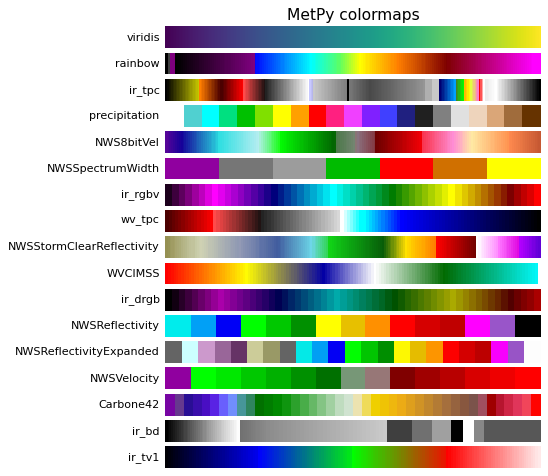 MetPy colormaps
viridis
rainbow
ir_tpc
precipitation
NWS8bitVel
NWSSpectrumWidth
ir_rgbv
wv_tpc
NWSStormClearReflectivity
WVCIMSS
ir_drgb
NWSReflectivity
NWSReflectivityExpanded
NWSVelocity
Carbone42
ir_bd
ir_tv1